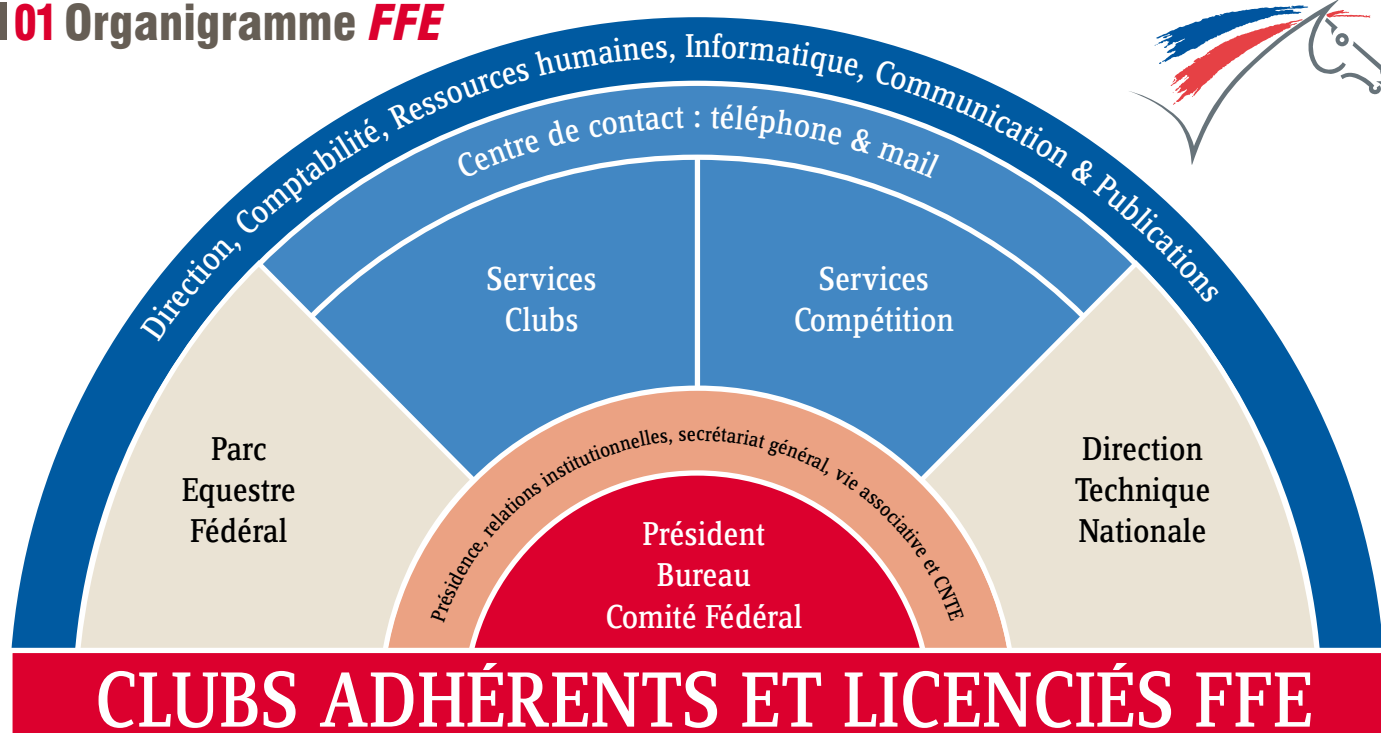 01 Organigramme FFE
Direction, Comptabilité, Ressources humaines, Informatique, Communication & Publications
Centre de contact : téléphone & mail
Services
Clubs
Services
Compétition
Parc
Equestre
Fédéral
Présidence, relations institutionnelles, secrétariat général, vie associative et CNTE
Direction
Technique
Nationale
Président
Bureau
Comité Fédéral
CLUBS ADHÉRENTS ET LICENCIÉS FFE